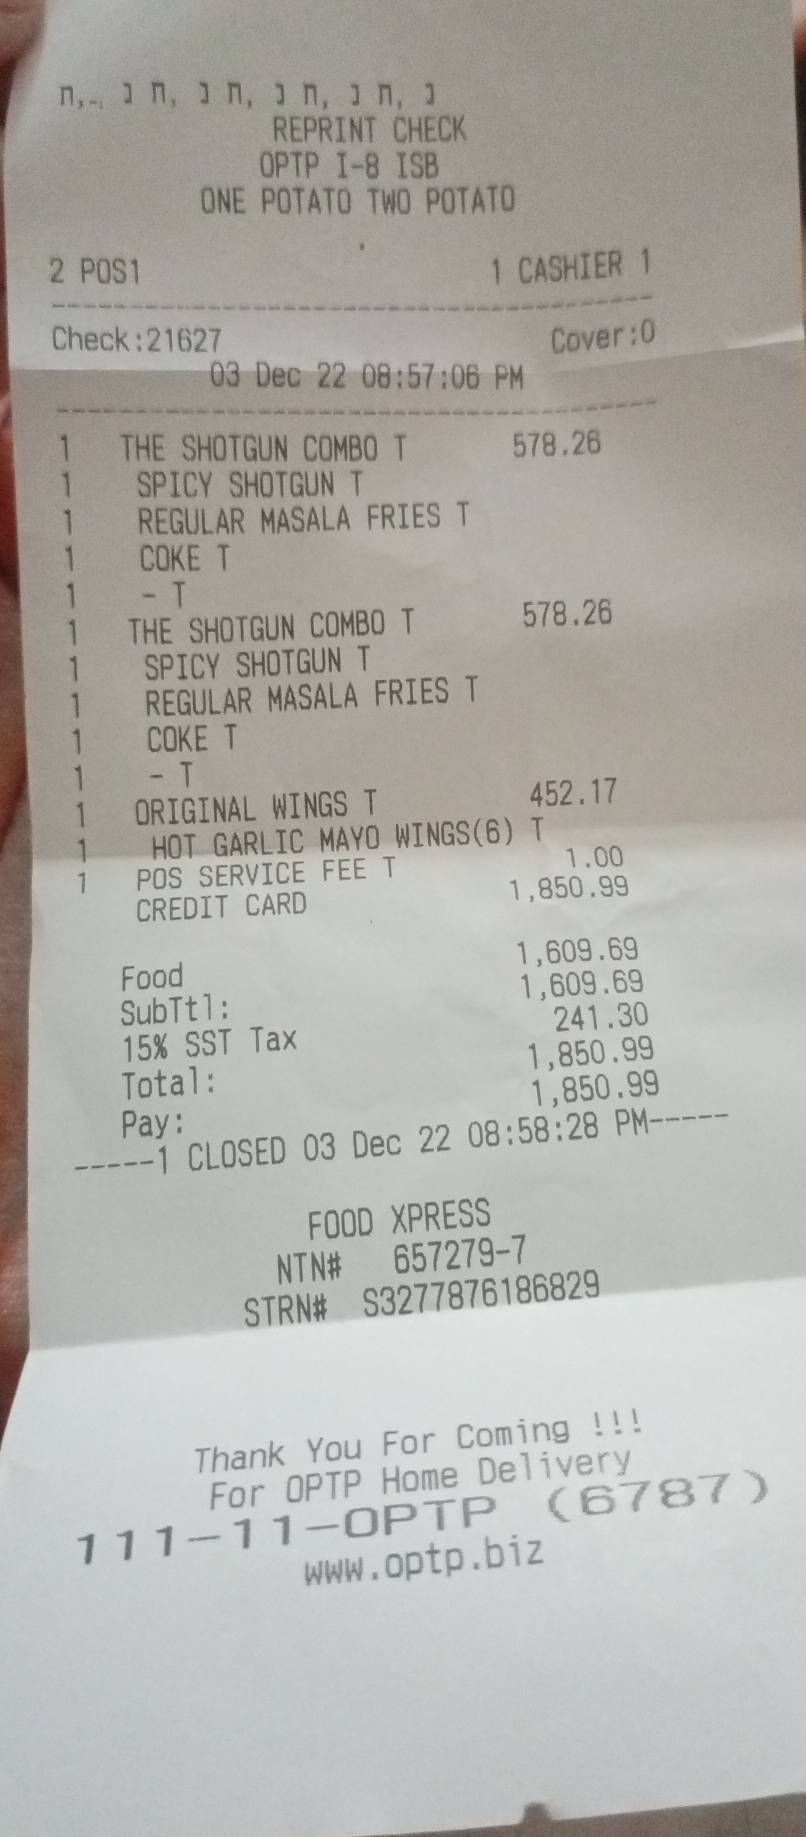 REPRINT CHECK
OPTP I-8 ISB
ONE POTATO TWO POTATO
2 POS1 1 CASHIER 1
Check:21627 Cover:0
03 Dec 22 08:57:06 PM
1 THE SHOTGUN COMBO T 578.26
1 SPICY SHOTGUN T
1 REGULAR MASALA FRIES T
1 COKE T
1 - T
1 THE SHOTGUN COMBO T 578.26
1 SPICY SHOTGUN T
1 REGULAR MASALA FRIES T
1 COKE T
1 - T
1 ORIGINAL WINGS T 452.17
1 HOT GARLIC MAYO WINGS(6) T
1 POS SERVICE FEE T 1.00
CREDIT CARD 1,850.99
Food 1,609.69
SubTtl: 1,609.69
15% SST Tax 241.30
Total: 1,850.99
Pay: 1,850.99
-----1 CLOSED 03 Dec 22 08:58:28 PM-----
FOOD XPRESS
NTN# 657279-7
STRN# S3277876186829
Thank You For Coming !!!
For OPTP Home Delivery
111-11-OPTP (6787)
www.optp.biz